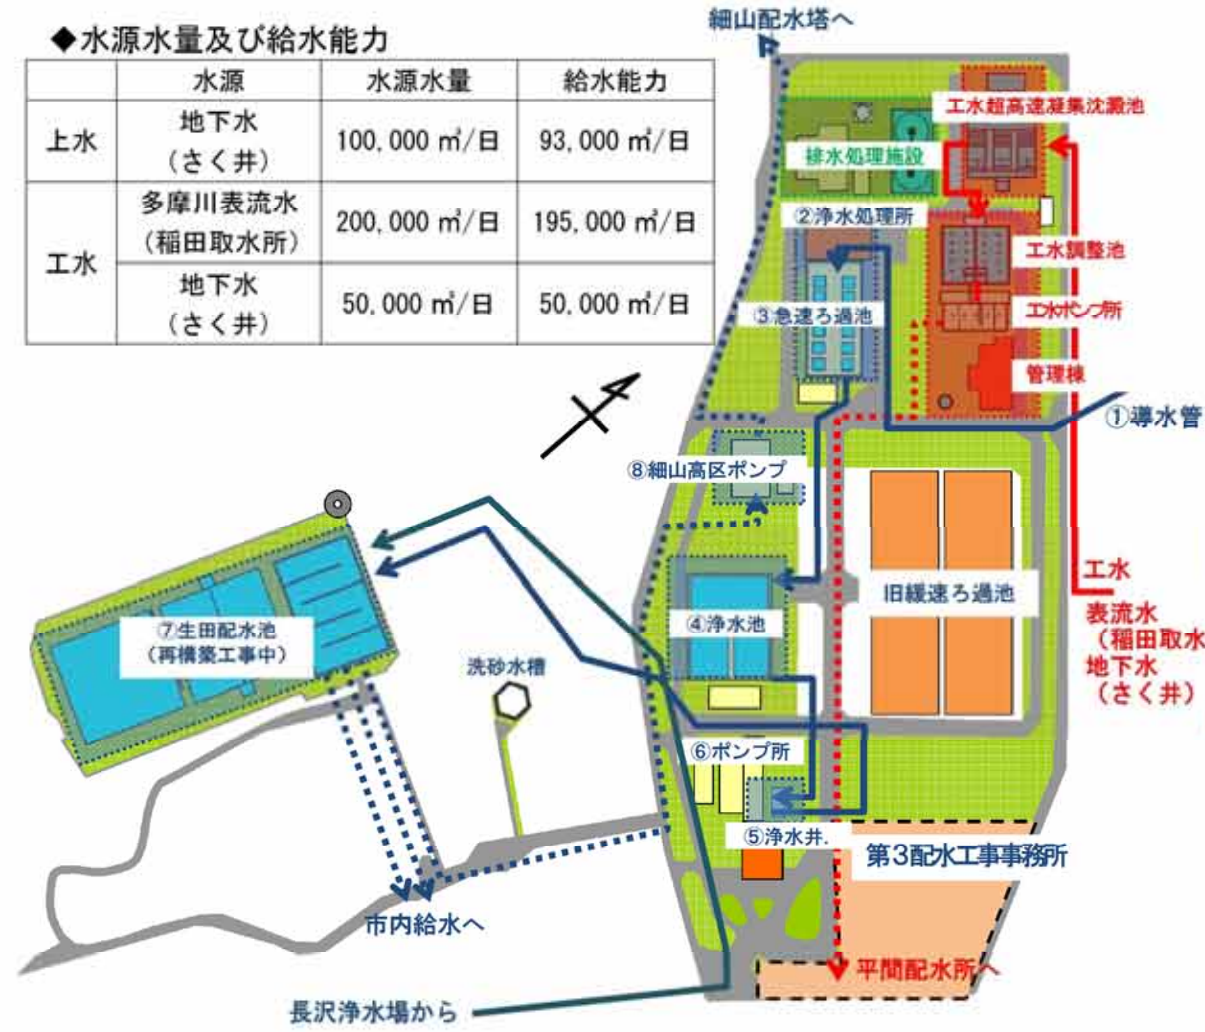 ◆水源水量及び給水能力
水源 水源水量 給水能力
上水 地下水（さく井） 100,000 ㎥/日 93,000 ㎥/日
工水 多摩川表流水（稲田取水所） 200,000 ㎥/日 195,000 ㎥/日
地下水（さく井） 50,000 ㎥/日 50,000 ㎥/日
細山配水塔へ
工水超高速凝集沈澱池
排水処理施設
②浄水処理所
工水調整池
③急速ろ過池
工水ポンプ所
管理棟
①導水管
⑧細山高区ポンプ
旧緩速ろ過池
工水
表流水
（稲田取水
地下水
（さく井）
④浄水池
⑦生田配水池
（再構築工事中）
洗砂水槽
⑥ポンプ所
⑤浄水井.
第3配水工事事務所
市内給水へ
平間配水所へ
長沢浄水場から